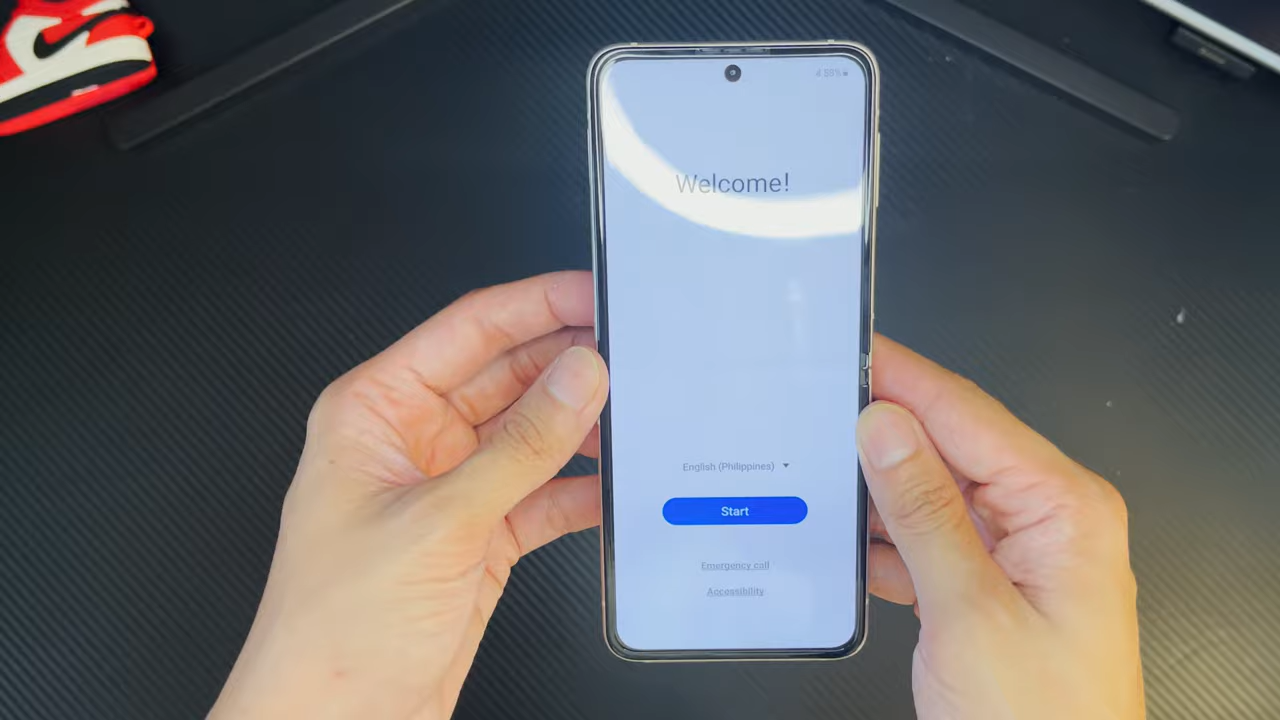 Welcome!
English (Philippines)
Start
Emergency call
Accessibility